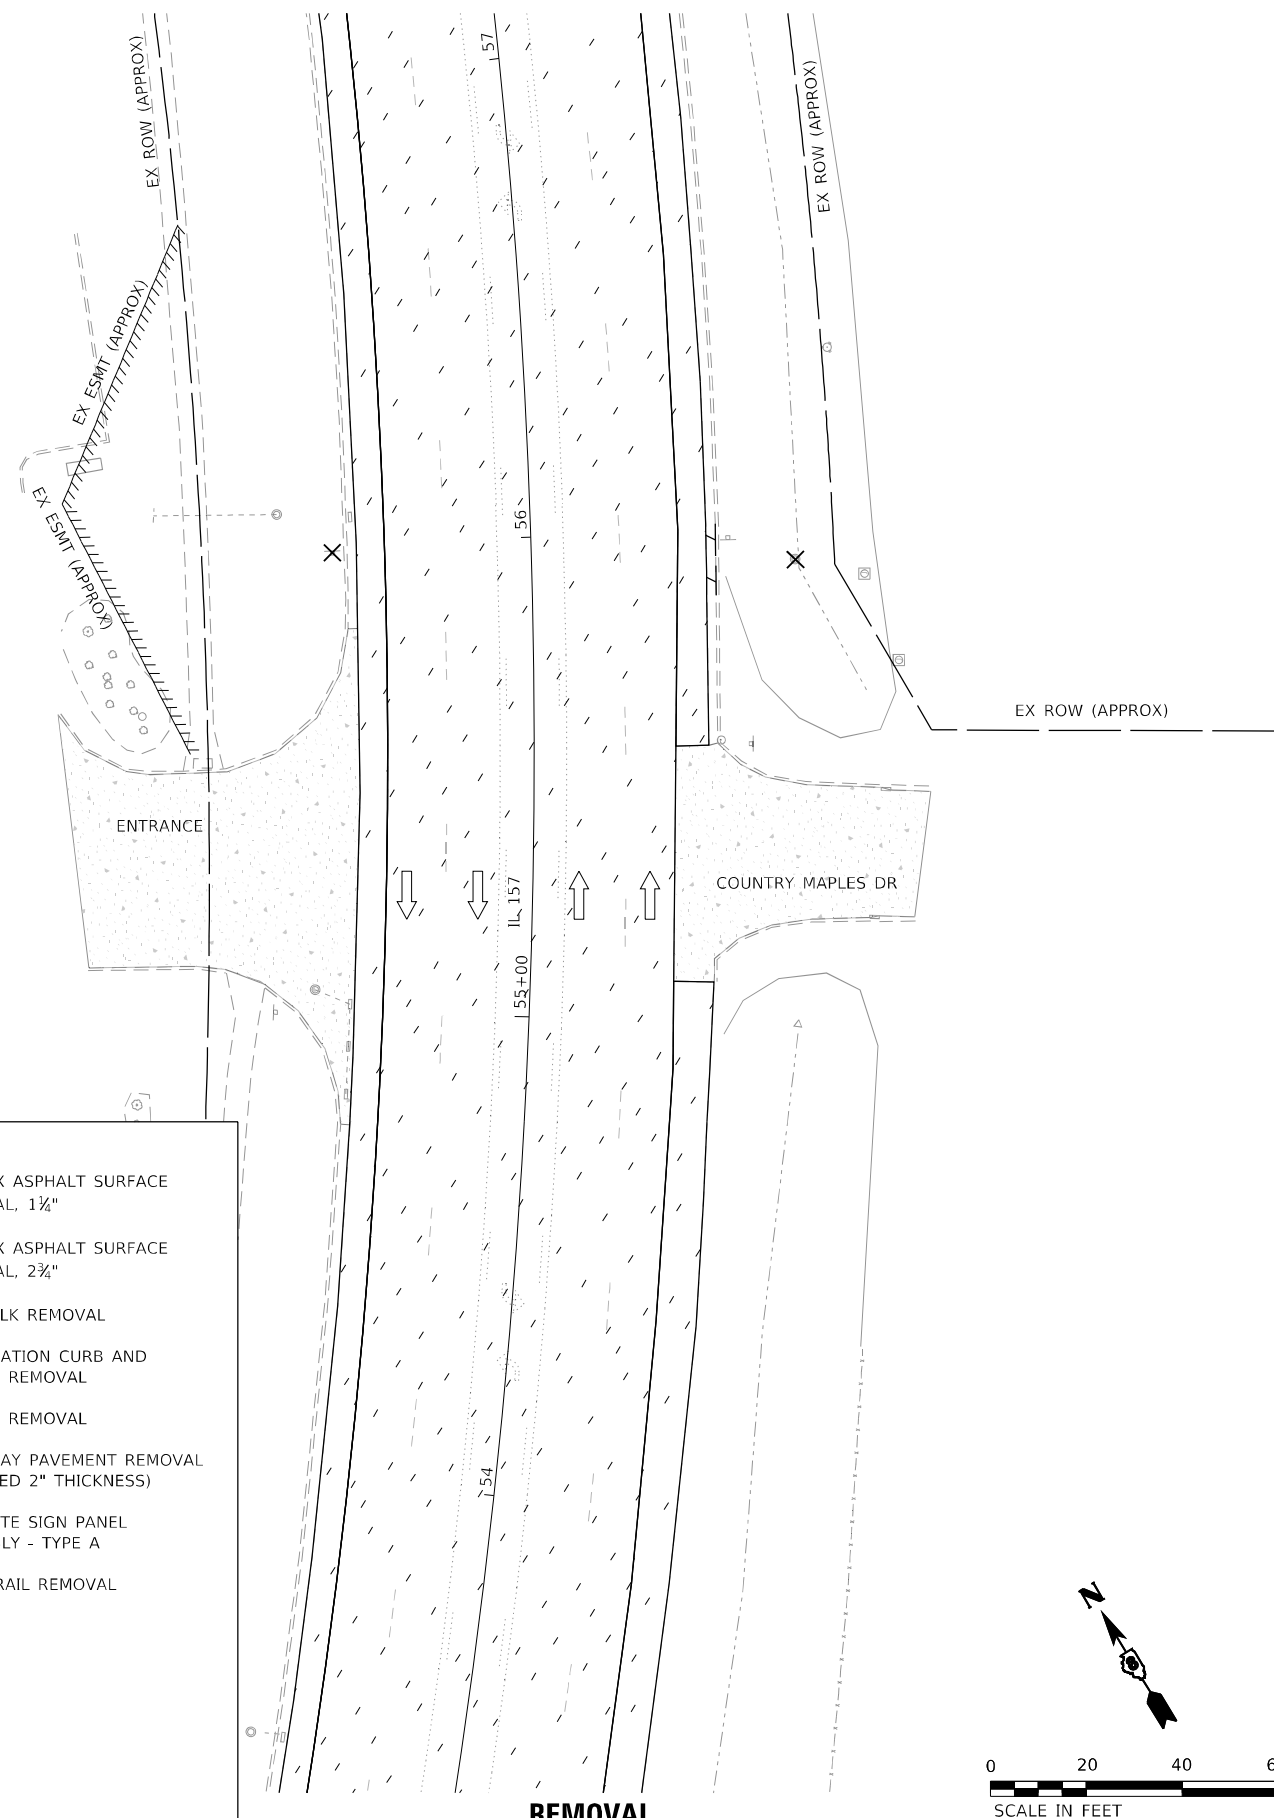 57
EX ROW (APPROX)
EX ROW (APPROX)
EX ESMT (APPROX)
EX ESMT (APPROX)
56
EX ROW (APPROX)
ENTRANCE
COUNTRY MAPLES DR
IL 157
55+00
X ASPHALT SURFACE
AL, 1¼"
X ASPHALT SURFACE
AL, 2¾"
LK REMOVAL
ATION CURB AND
REMOVAL
REMOVAL
AY PAVEMENT REMOVAL
ED 2" THICKNESS)
54
TE SIGN PANEL
LY - TYPE A
RAIL REMOVAL
N
0 20 40 6
SCALE IN FEET
REMOVAL